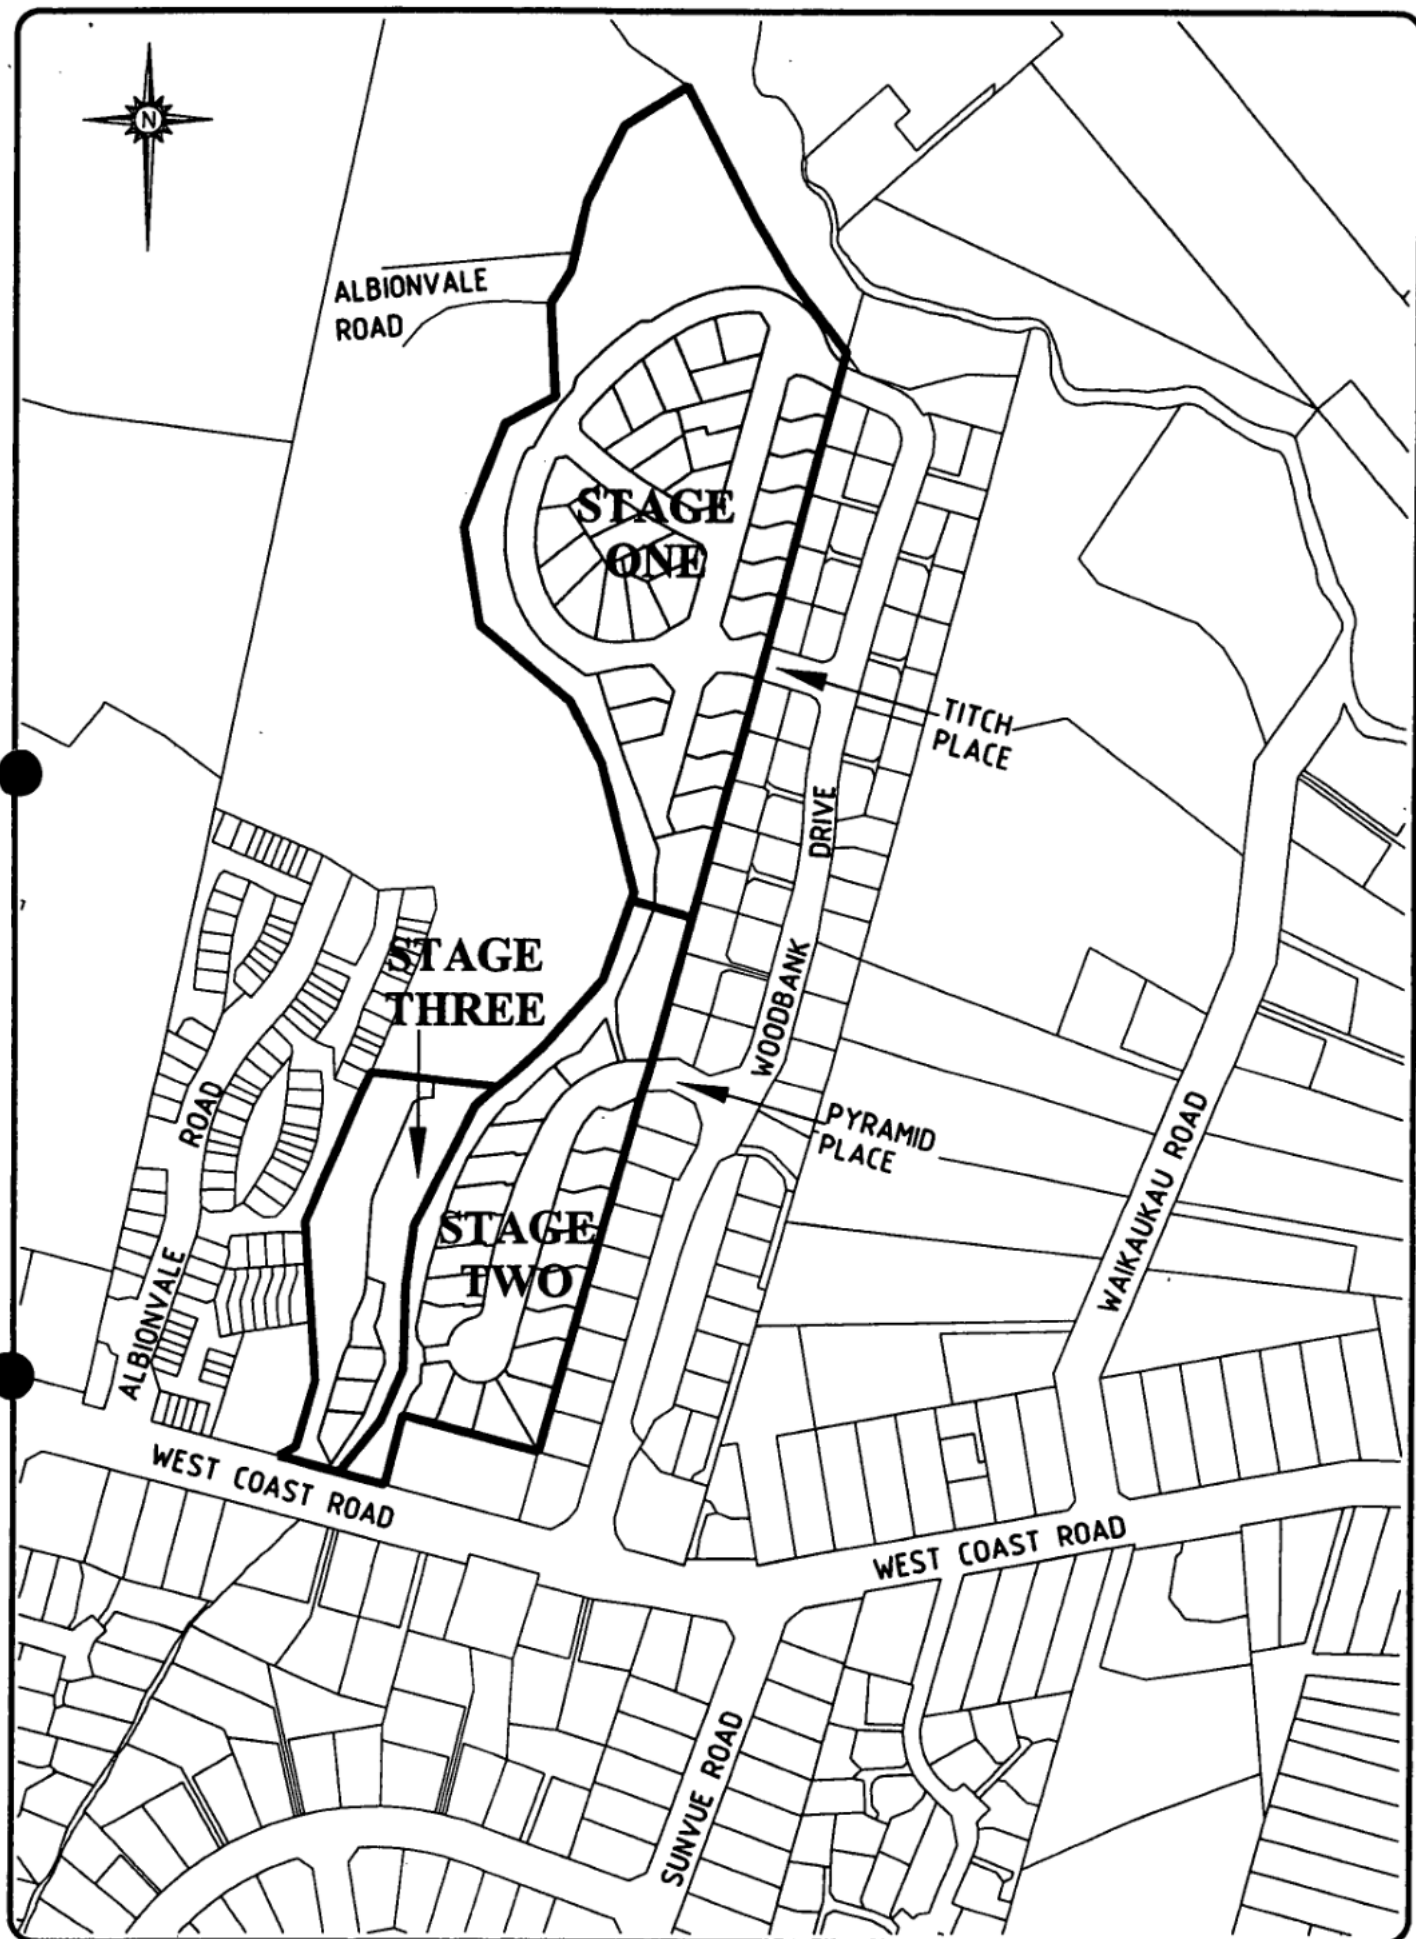 N
ALBIONVALE
ROAD
STAGE
ONE
TITCH
PLACE
DRIVE
WOODBANK
STAGE
THREE
PYRAMID
PLACE
ROAD
ALBIONVALE
STAGE
TWO
WAIKAUKAU ROAD
WEST COAST ROAD
WEST COAST ROAD
SUNVUE ROAD